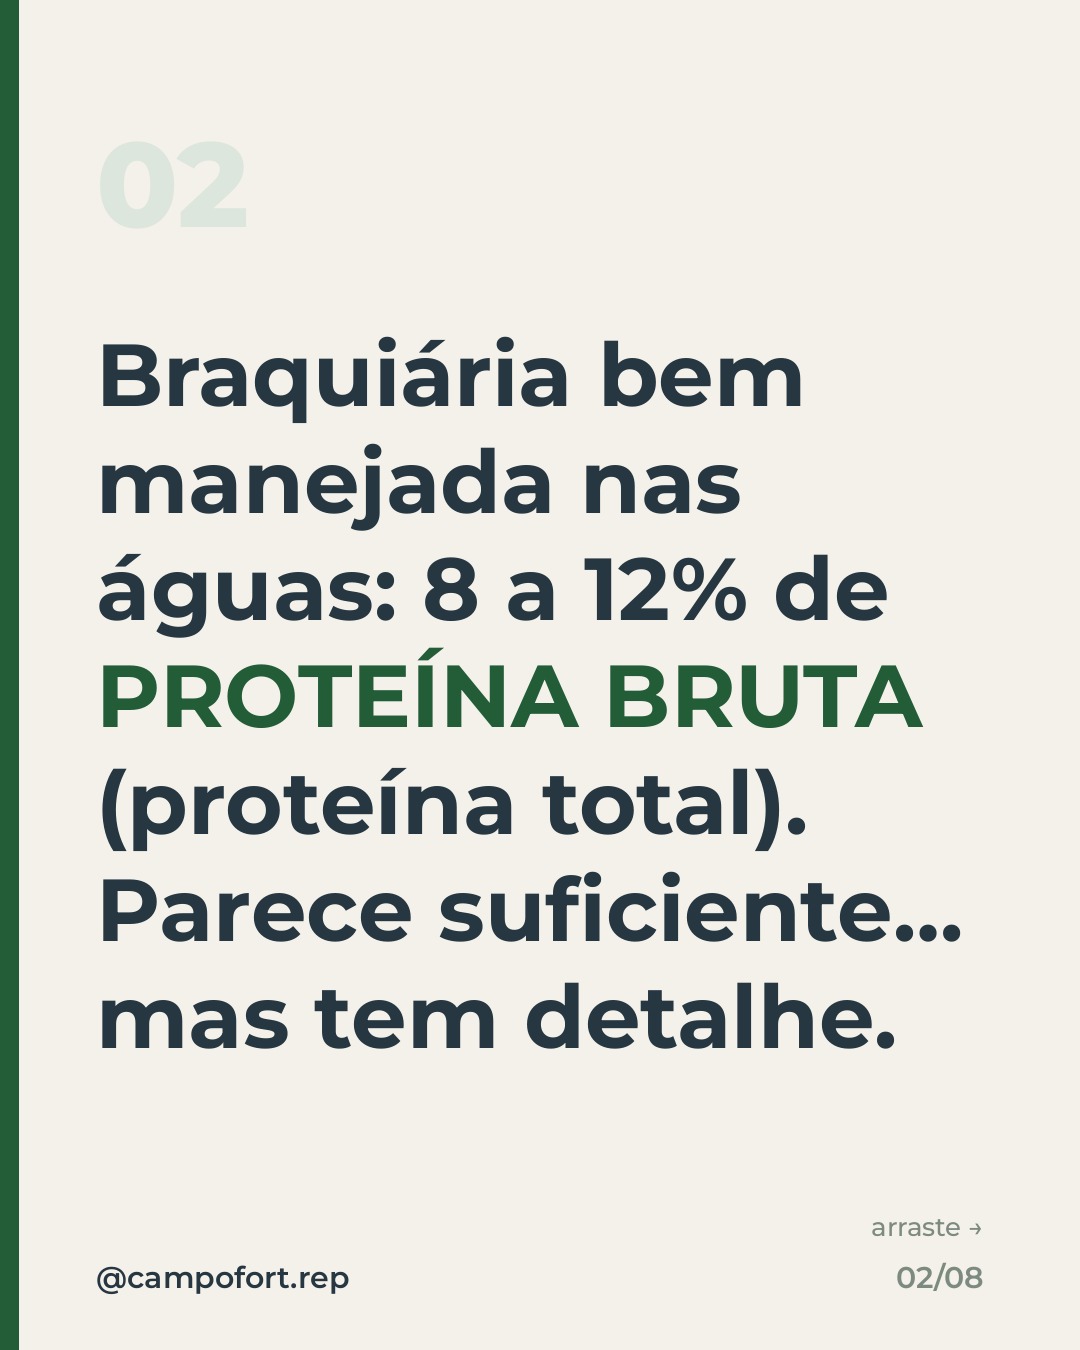 02
Braquiária bem
manejada nas
águas: 8 a 12% de
PROTEÍNA BRUTA
(proteína total).
Parece suficiente...
mas tem detalhe.
arraste →
@campofort.rep
02/08